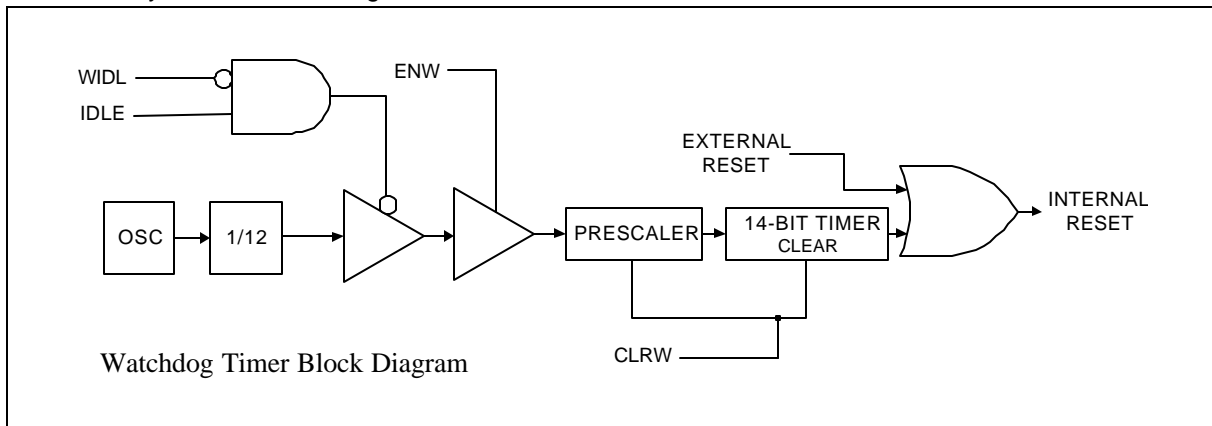 WIDL
IDLE
ENW
EXTERNAL
RESET
INTERNAL
RESET
OSC
1/12
PRESCALER
14-BIT TIMER
CLEAR
CLRW
Watchdog Timer Block Diagram